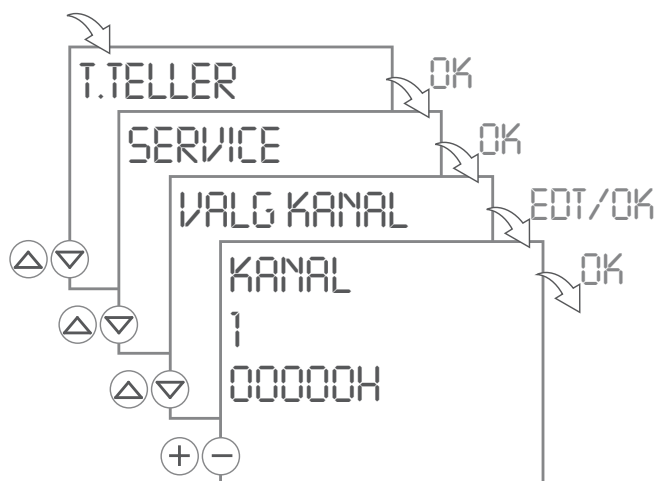 T.TELLER
OK
SERVICE
OK
VALG KANAL
EDT/OK
KANAL
OK
1
00000H